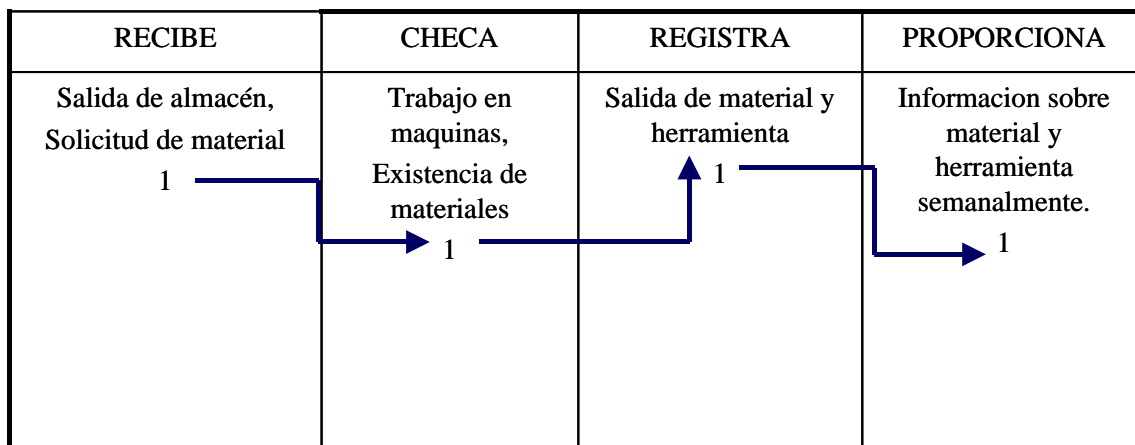 RECIBE
CHECA
REGISTRA
PROPORCIONA
Salida de almacén,
Solicitud de material
1
Trabajo en
maquinas,
Existencia de
materiales
1
Salida de material y
herramienta
1
Informacion sobre
material y
herramienta
semanalmente.
1